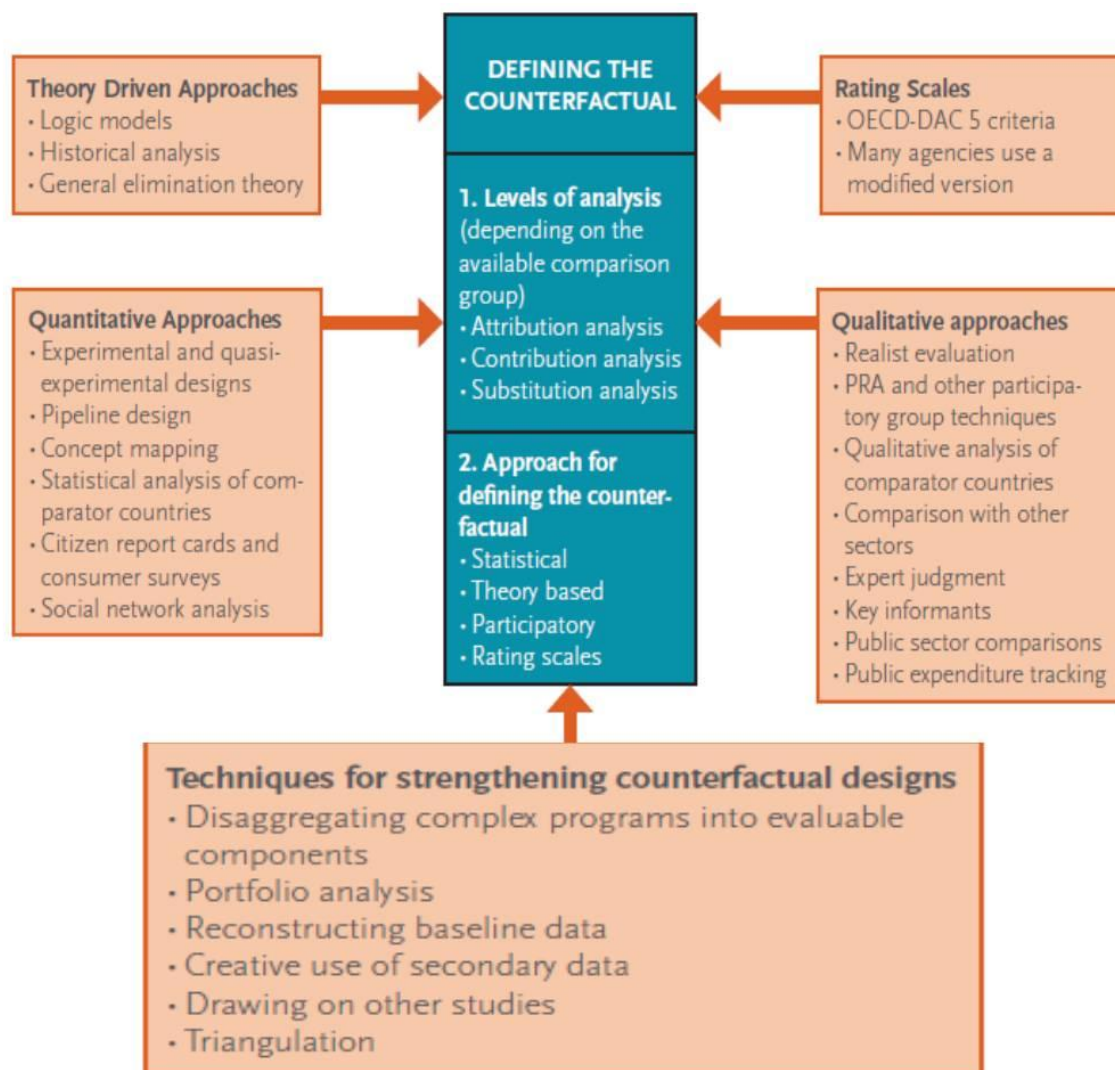 Theory Driven Approaches
• Logic models
• Historical analysis
• General elimination theory
DEFINING THE
COUNTERFACTUAL
Rating Scales
• OECD-DAC 5 criteria
• Many agencies use a
modified version
1. Levels of analysis
(depending on the
available comparison
group)
• Attribution analysis
• Contribution analysis
• Substitution analysis
Quantitative Approaches
• Experimental and quasi-
experimental designs
• Pipeline design
• Concept mapping
• Statistical analysis of com-
parator countries
• Citizen report cards and
consumer surveys
• Social network analysis
2. Approach for
defining the counter-
factual
• Statistical
• Theory based
• Participatory
• Rating scales
Qualitative approaches
• Realist evaluation
• PRA and other participa-
tory group techniques
• Qualitative analysis of
comparator countries
• Comparison with other
sectors
• Expert judgment
• Key informants
• Public sector comparisons
• Public expenditure tracking
Techniques for strengthening counterfactual designs
• Disaggregating complex programs into evaluable
components
• Portfolio analysis
• Reconstructing baseline data
• Creative use of secondary data
• Drawing on other studies
• Triangulation